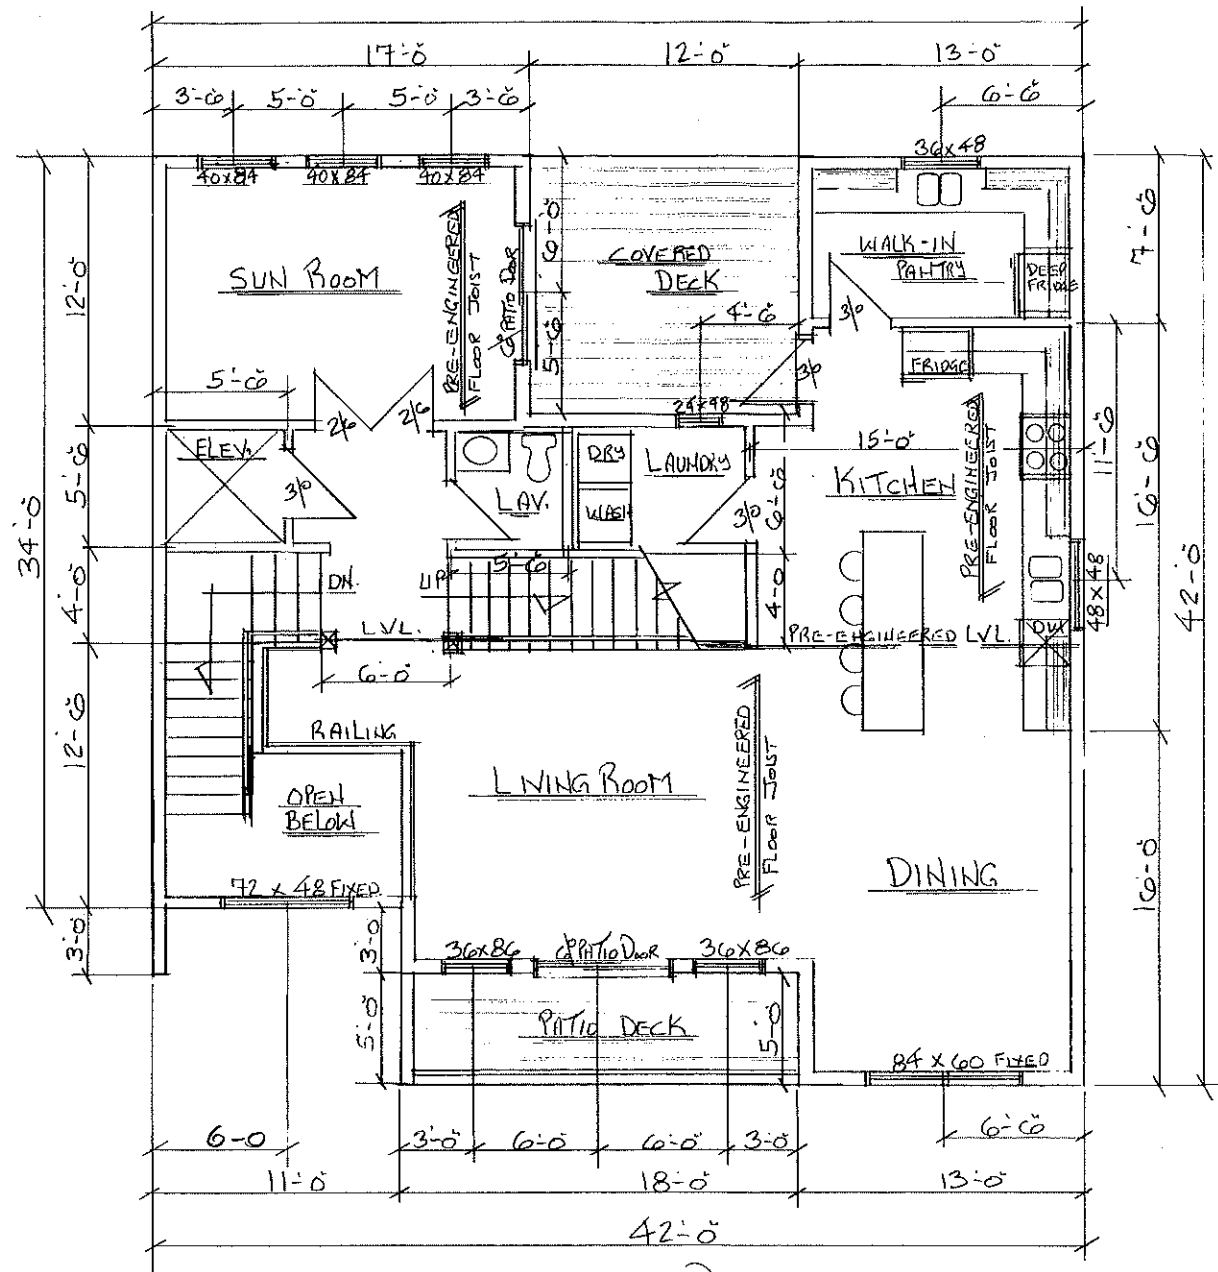 17'-0"
12'-0"
13'-0"
3'-6
5'-0
5'-0
3'-6
6'-6
36x48
40x84
40x84
40x84
SUN ROOM
PRE-ENGINEERED
FLOOR JOIST
6° PATIO DOOR
6'-0
5'-6
COVERED
DECK
4'-6
WALK-IN
PANTRY
DEEP
FRIDGE
3/0
7'-6
12'-0"
34'-0
42'-0
5'-6
2/6
2/6
24x48
3/0
FRIDGE
ELEV.
3/0
5'-6
LAV.
DRY
WASH
LAUNDRY
3/0
6'-6
15'-0"
KITCHEN
PRE-ENGINEERED
FLOOR JOIST
11'-6
16'-6
4'-0
DN.
UP
5'-6
4'-0
48x48
LVL.
PRE-ENGINEERED LVL.
DW
6'-0
RAILING
12'-6
OPEN
BELOW
LIVING ROOM
PRE-ENGINEERED
FLOOR JOIST
DINING
16'-0
72 x 48 FIXED
3'-0
3'-0
36x86
6° PATIO DOOR
36x86
5'-0
PATIO DECK
5'-0
84 x 60 FIXED
6-0
3'-0"
6'-0
6'-0
3'-0
6'-6
11'-0
18'-0"
13'-0"
42'-0"